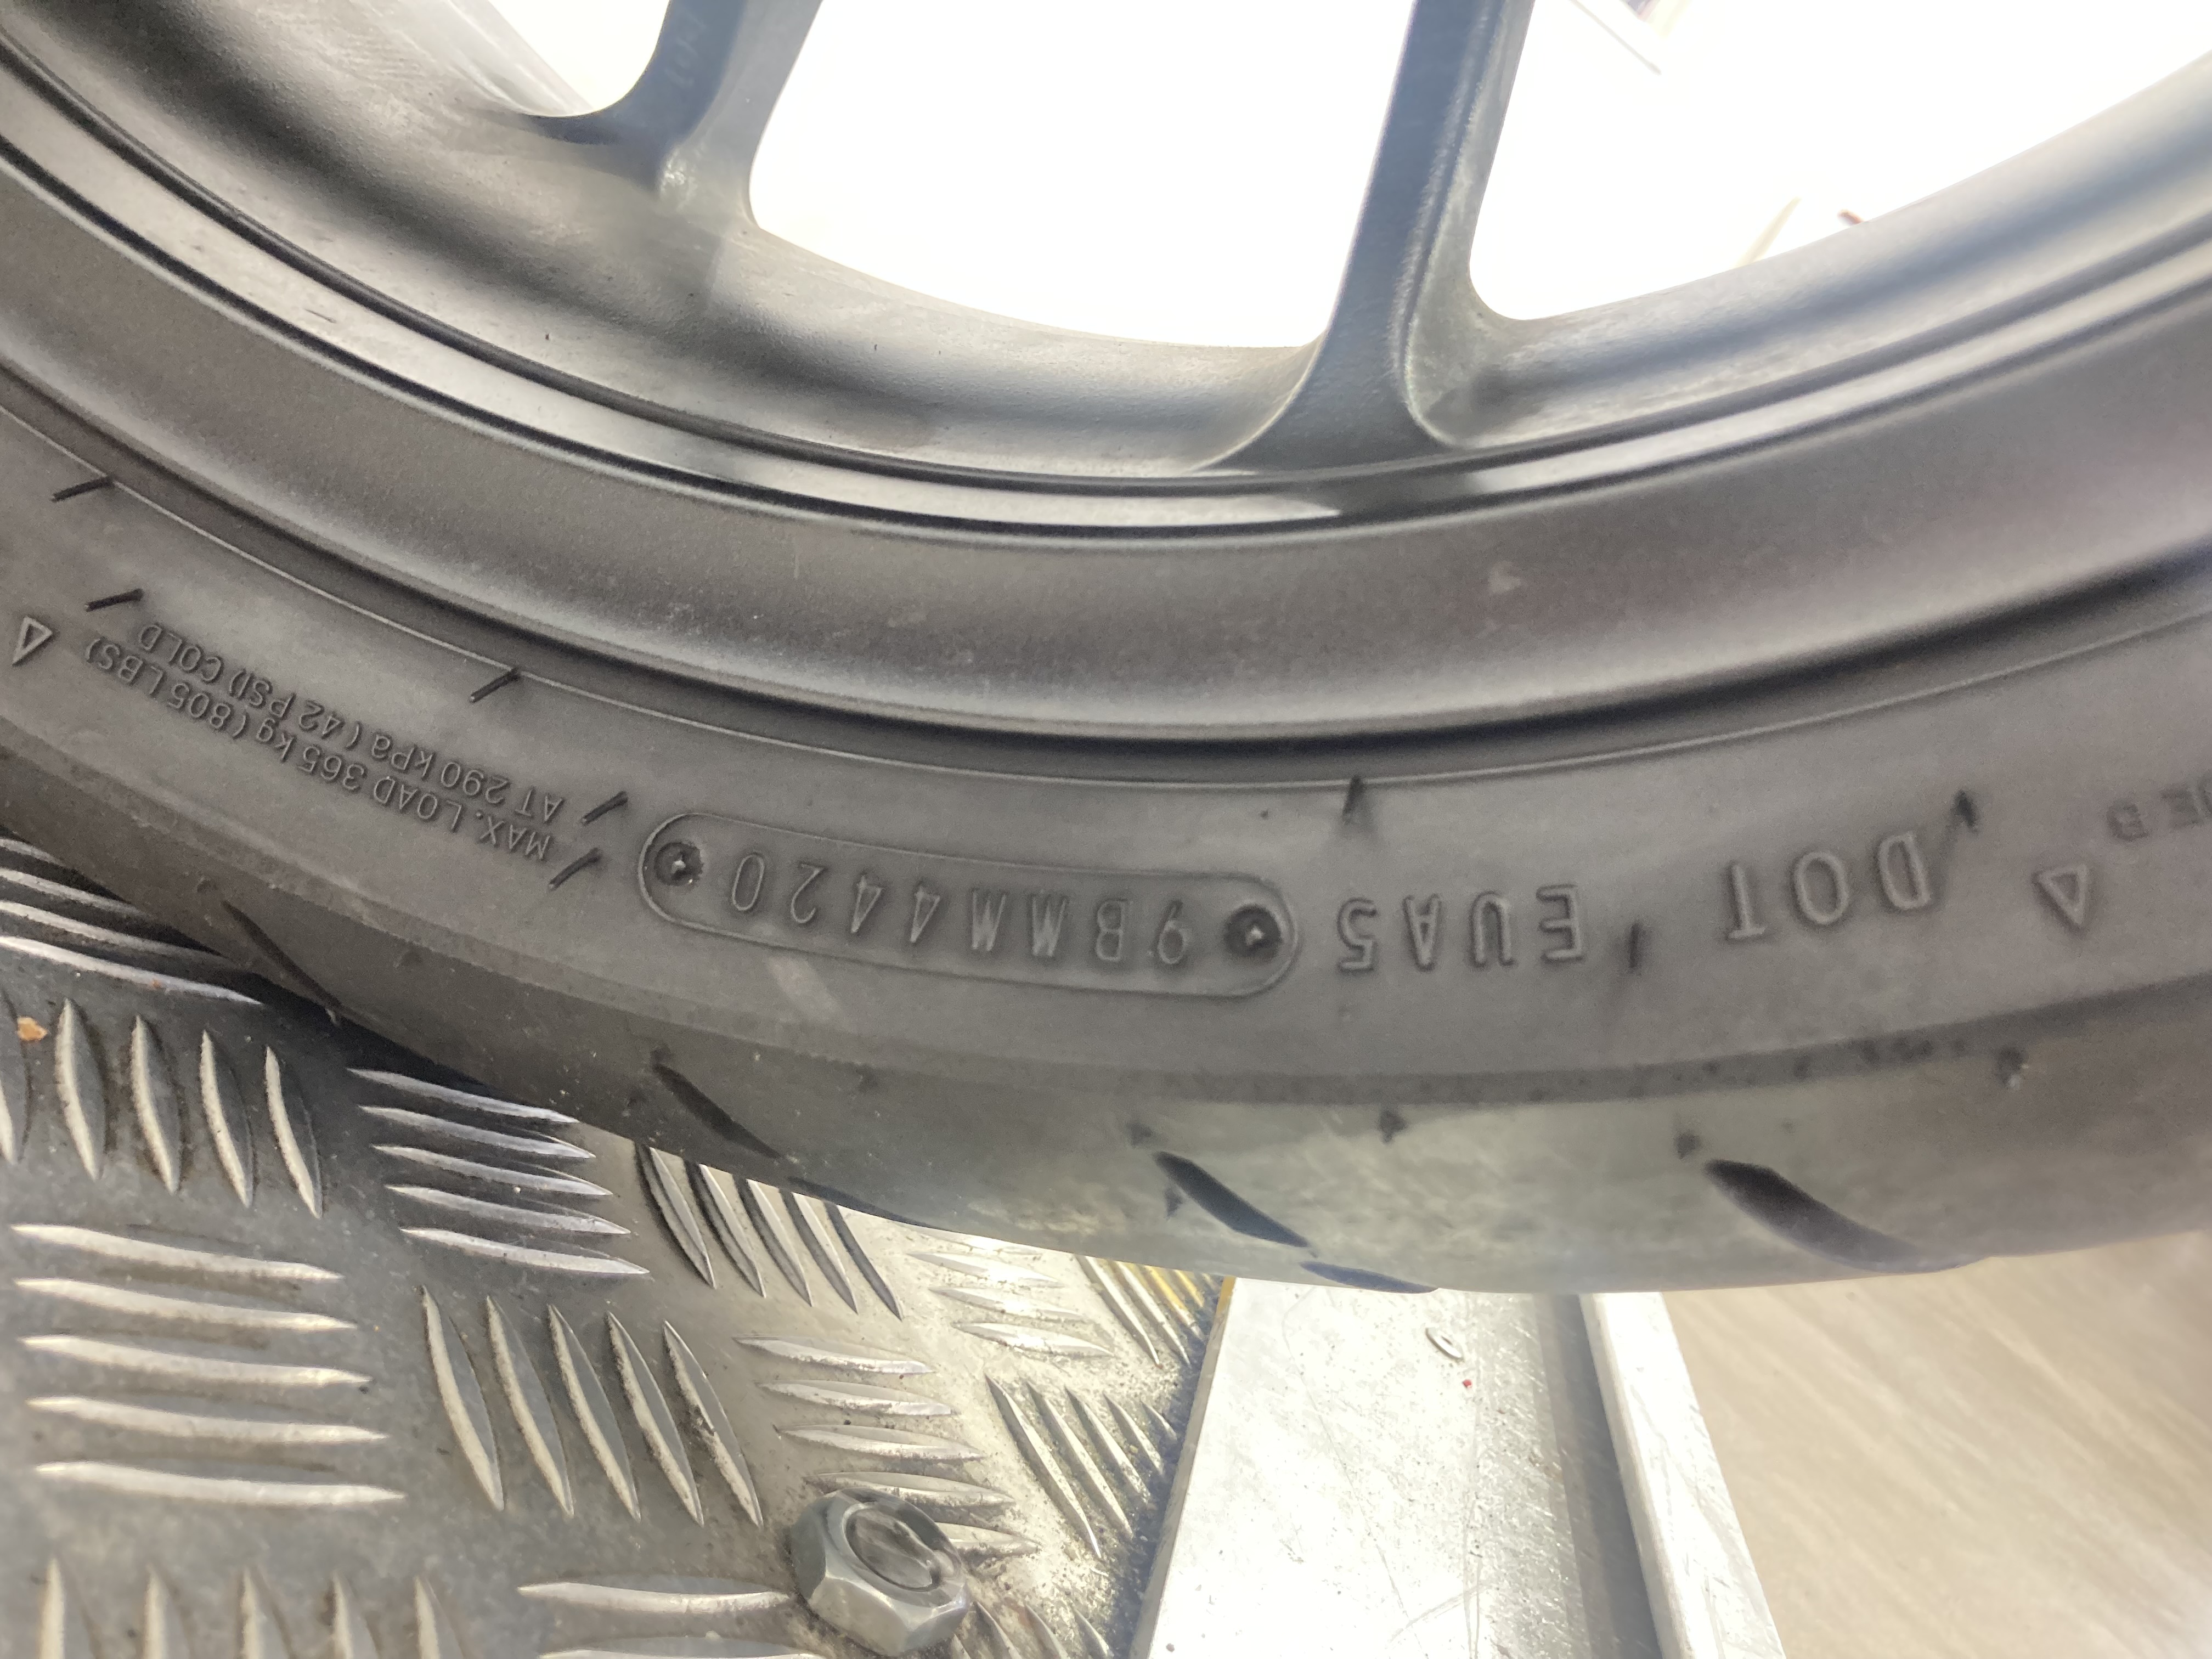 DOT EUA5 9BMM4420
MAX. LOAD 365 kg (805 LBS)
AT 290 kPa (42 PSI) COLD